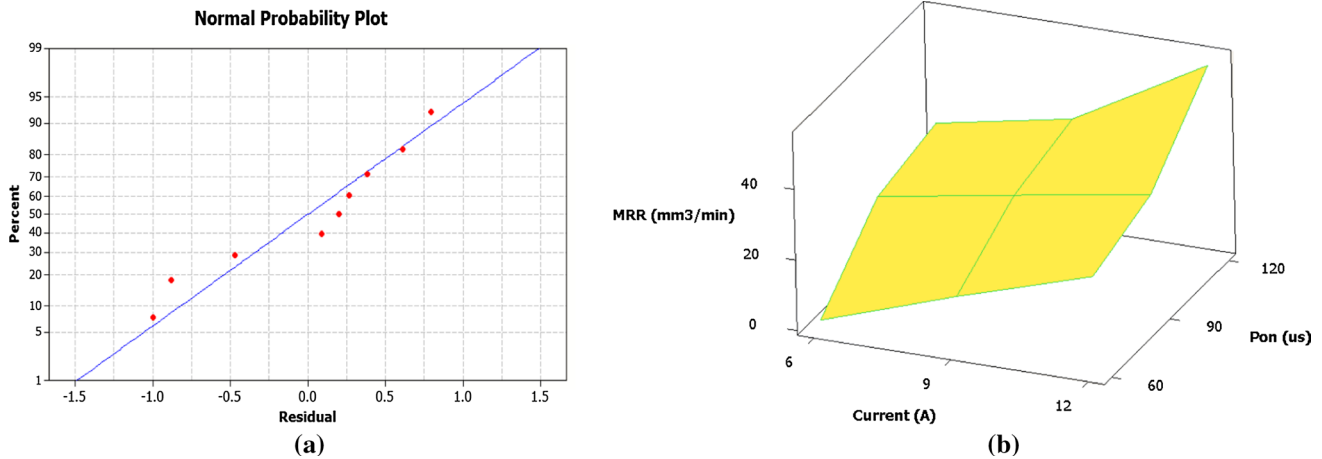 Normal Probability Plot
99
95
90
80
70
60
50
40
30
20
10
5
1
Percent
-1.5 -1.0 -0.5 0.0 0.5 1.0 1.5
Residual
(a)
MRR (mm3/min)
40
20
0
6
9
12
Current (A)
60
90
120
Pon (us)
(b)